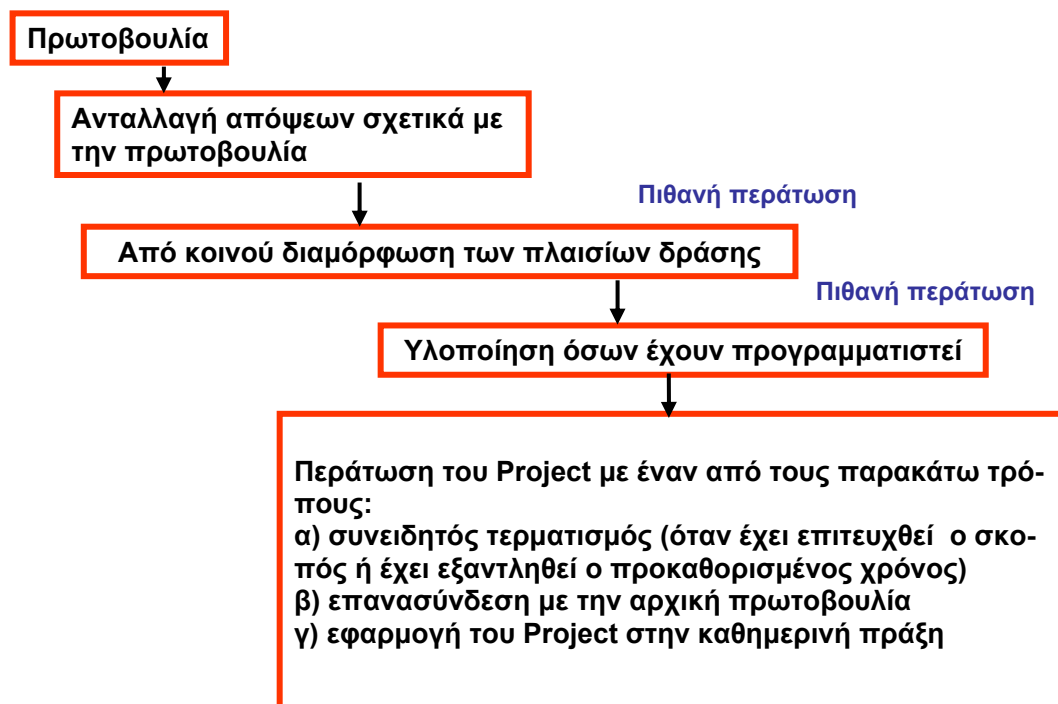 Πρωτοβουλία
Ανταλλαγή απόψεων σχετικά με
την πρωτοβουλία
Πιθανή περάτωση
Από κοινού διαμόρφωση των πλαισίων δράσης
Πιθανή περάτωση
Υλοποίηση όσων έχουν προγραμματιστεί
Περάτωση του Project με έναν από τους παρακάτω τρό-
πους:
α) συνειδητός τερματισμός (όταν έχει επιτευχθεί ο σκο-
πός ή έχει εξαντληθεί ο προκαθορισμένος χρόνος)
β) επανασύνδεση με την αρχική πρωτοβουλία
γ) εφαρμογή του Project στην καθημερινή πράξη